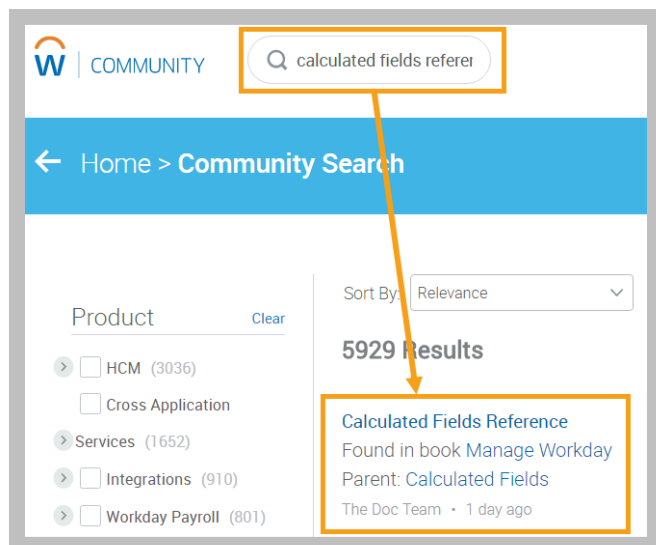 W | COMMUNITY
calculated fields referer
← Home > Community Search
Product Clear
HCM (3036)
Cross Application
Services (1652)
Integrations (910)
Workday Payroll (801)
Sort By: Relevance
5929 Results
Calculated Fields Reference
Found in book Manage Workday
Parent: Calculated Fields
The Doc Team • 1 day ago